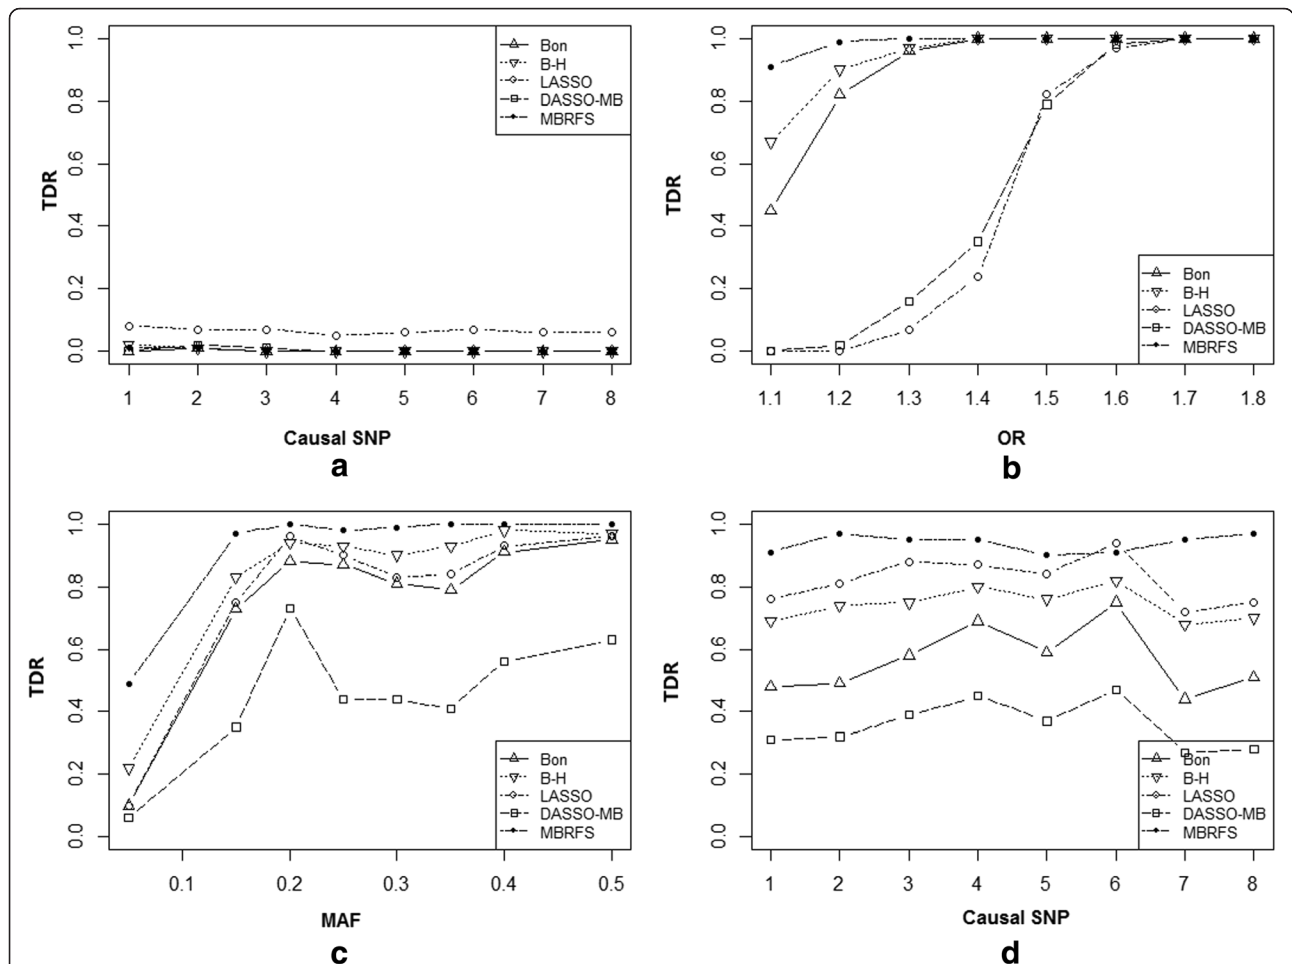 TDR
1.0
0.8
0.6
0.4
0.2
0.0
Bon
B-H
LASSO
DASSO-MB
MBRFS
1 2 3 4 5 6 7 8
Causal SNP
a
TDR
1.0
0.8
0.6
0.4
0.2
0.0
Bon
B-H
LASSO
DASSO-MB
MBRFS
1.1 1.2 1.3 1.4 1.5 1.6 1.7 1.8
OR
b
TDR
1.0
0.8
0.6
0.4
0.2
0.0
Bon
B-H
LASSO
DASSO-MB
MBRFS
0.1 0.2 0.3 0.4 0.5
MAF
c
TDR
1.0
0.8
0.6
0.4
0.2
0.0
Bon
B-H
LASSO
DASSO-MB
MBRFS
1 2 3 4 5 6 7 8
Causal SNP
d